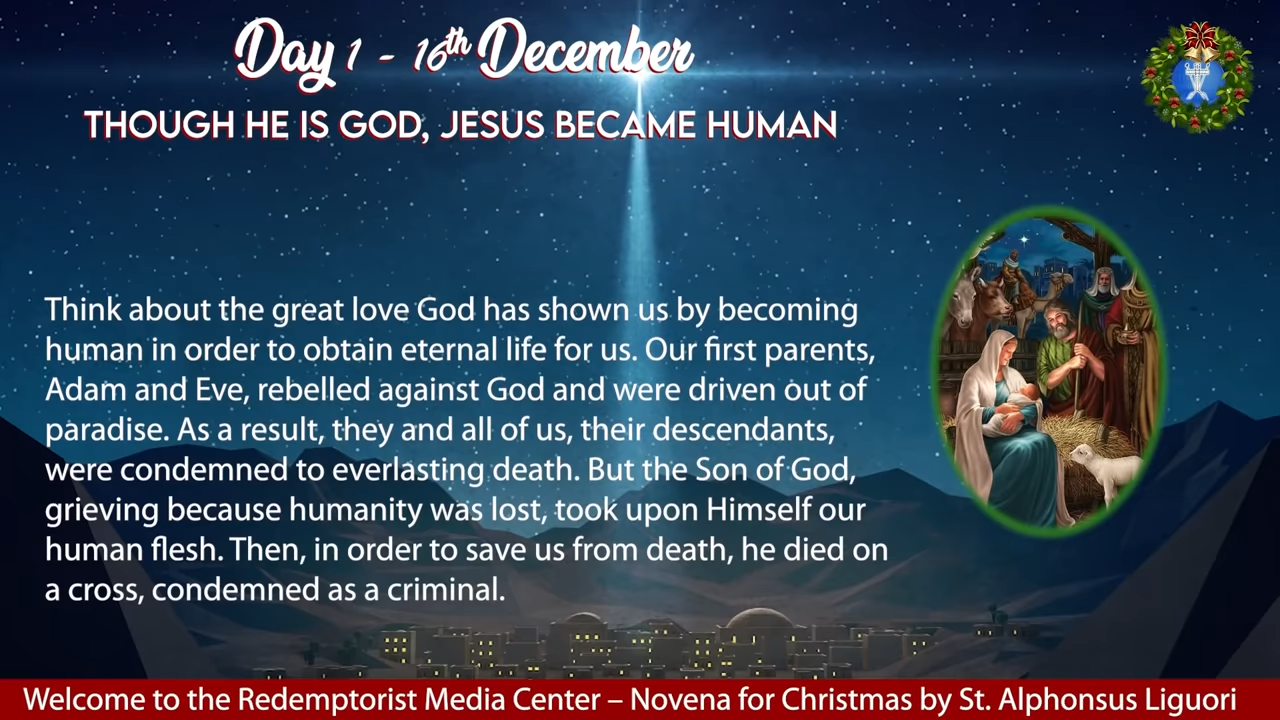 Day 1 - 16th December
THOUGH HE IS GOD, JESUS BECAME HUMAN
Think about the great love God has shown us by becoming
human in order to obtain eternal life for us. Our first parents,
Adam and Eve, rebelled against God and were driven out of
paradise. As a result, they and all of us, their descendants,
were condemned to everlasting death. But the Son of God,
grieving because humanity was lost, took upon Himself our
human flesh. Then, in order to save us from death, he died on
a cross, condemned as a criminal.
Welcome to the Redemptorist Media Center – Novena for Christmas by St. Alphonsus Liguori